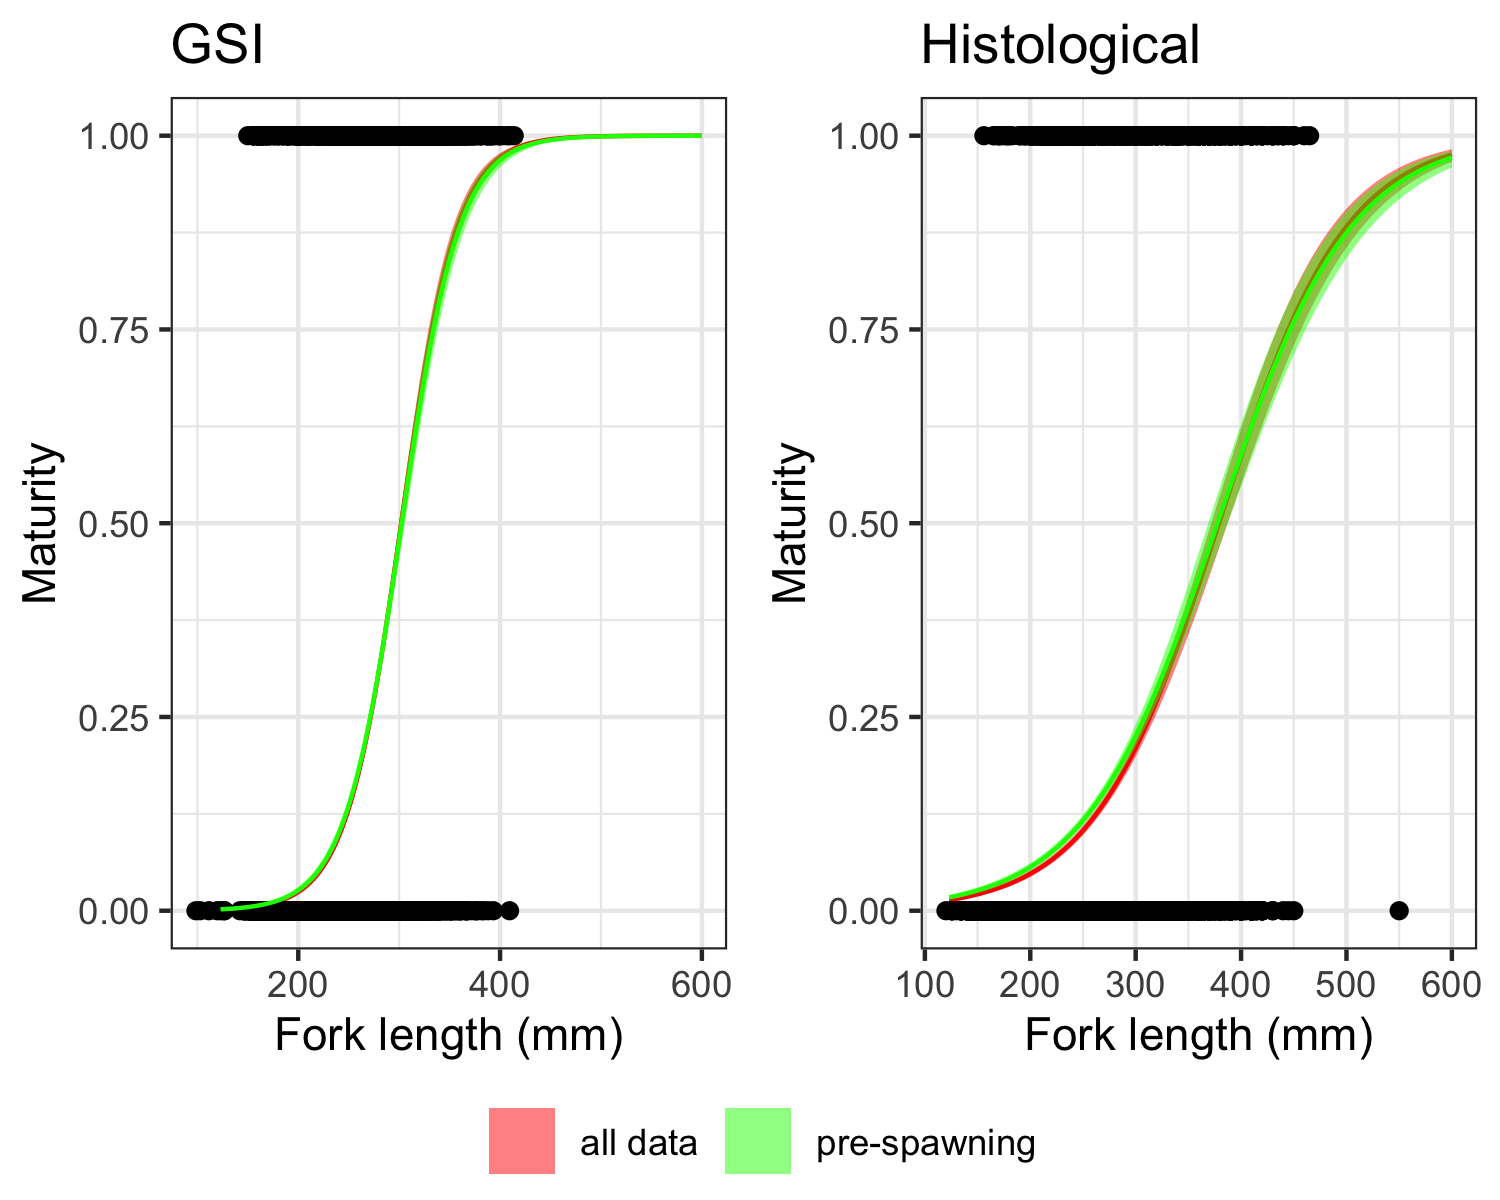 GSI
Histological
1.00
0.75
0.50
0.25
0.00
Maturity
200 400 600
Fork length (mm)
1.00
0.75
0.50
0.25
0.00
Maturity
100 200 300 400 500 600
Fork length (mm)
all data pre-spawning